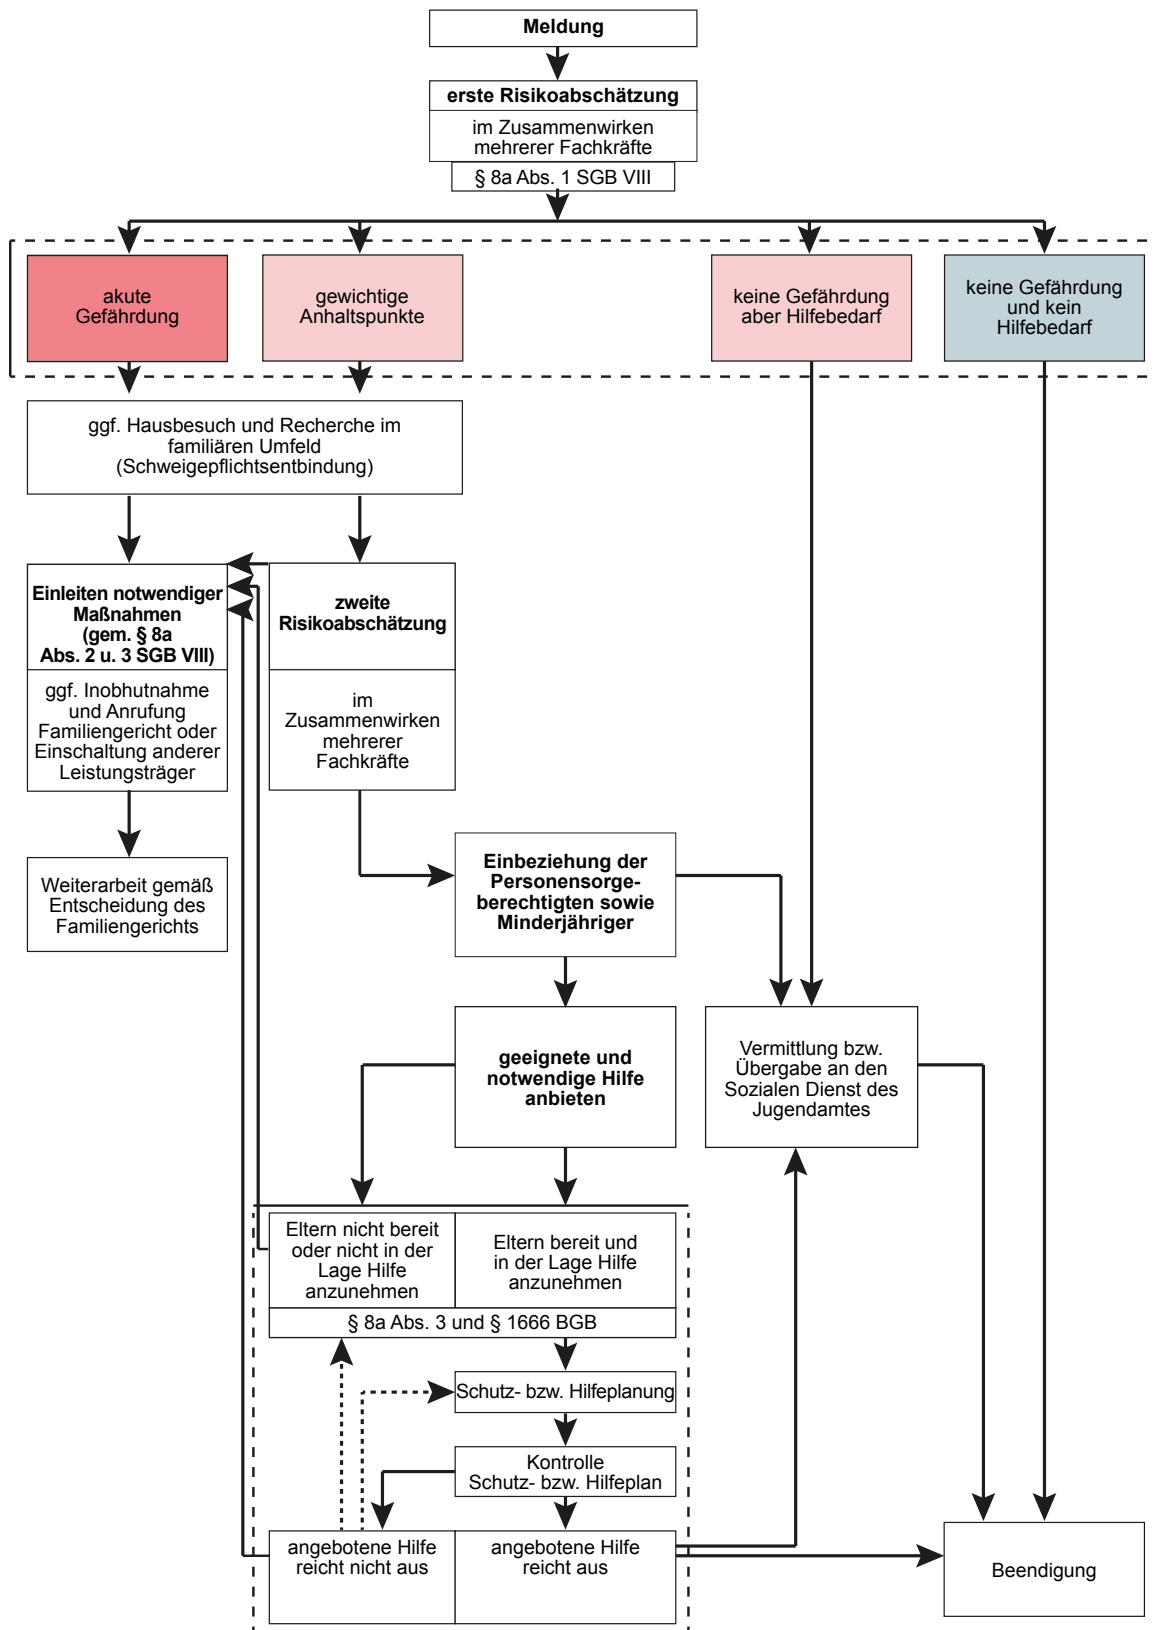 Meldung
erste Risikoabschätzung
im Zusammenwirken
mehrerer Fachkräfte
§ 8a Abs. 1 SGB VIII
akute
Gefährdung
gewichtige
Anhaltspunkte
keine Gefährdung
aber Hilfebedarf
keine Gefährdung
und kein
Hilfebedarf
ggf. Hausbesuch und Recherche im
familiären Umfeld
(Schweigepflichtsentbindung)
Einleiten notwendiger
Maßnahmen
(gem. § 8a
Abs. 2 u. 3 SGB VIII)
ggf. Inobhutnahme
und Anrufung
Familiengericht oder
Einschaltung anderer
Leistungsträger
zweite
Risikoabschätzung
im
Zusammenwirken
mehrerer
Fachkräfte
Weiterarbeit gemäß
Entscheidung des
Familiengerichts
Einbeziehung der
Personensorge-
berechtigten sowie
Minderjähriger
geeignete und
notwendige Hilfe
anbieten
Vermittlung bzw.
Übergabe an den
Sozialen Dienst des
Jugendamtes
Eltern nicht bereit
oder nicht in der
Lage Hilfe
anzunehmen
Eltern bereit und
in der Lage Hilfe
anzunehmen
§ 8a Abs. 3 und § 1666 BGB
Schutz- bzw. Hilfeplanung
Kontrolle
Schutz- bzw. Hilfeplan
angebotene Hilfe
reicht nicht aus
angebotene Hilfe
reicht aus
Beendigung